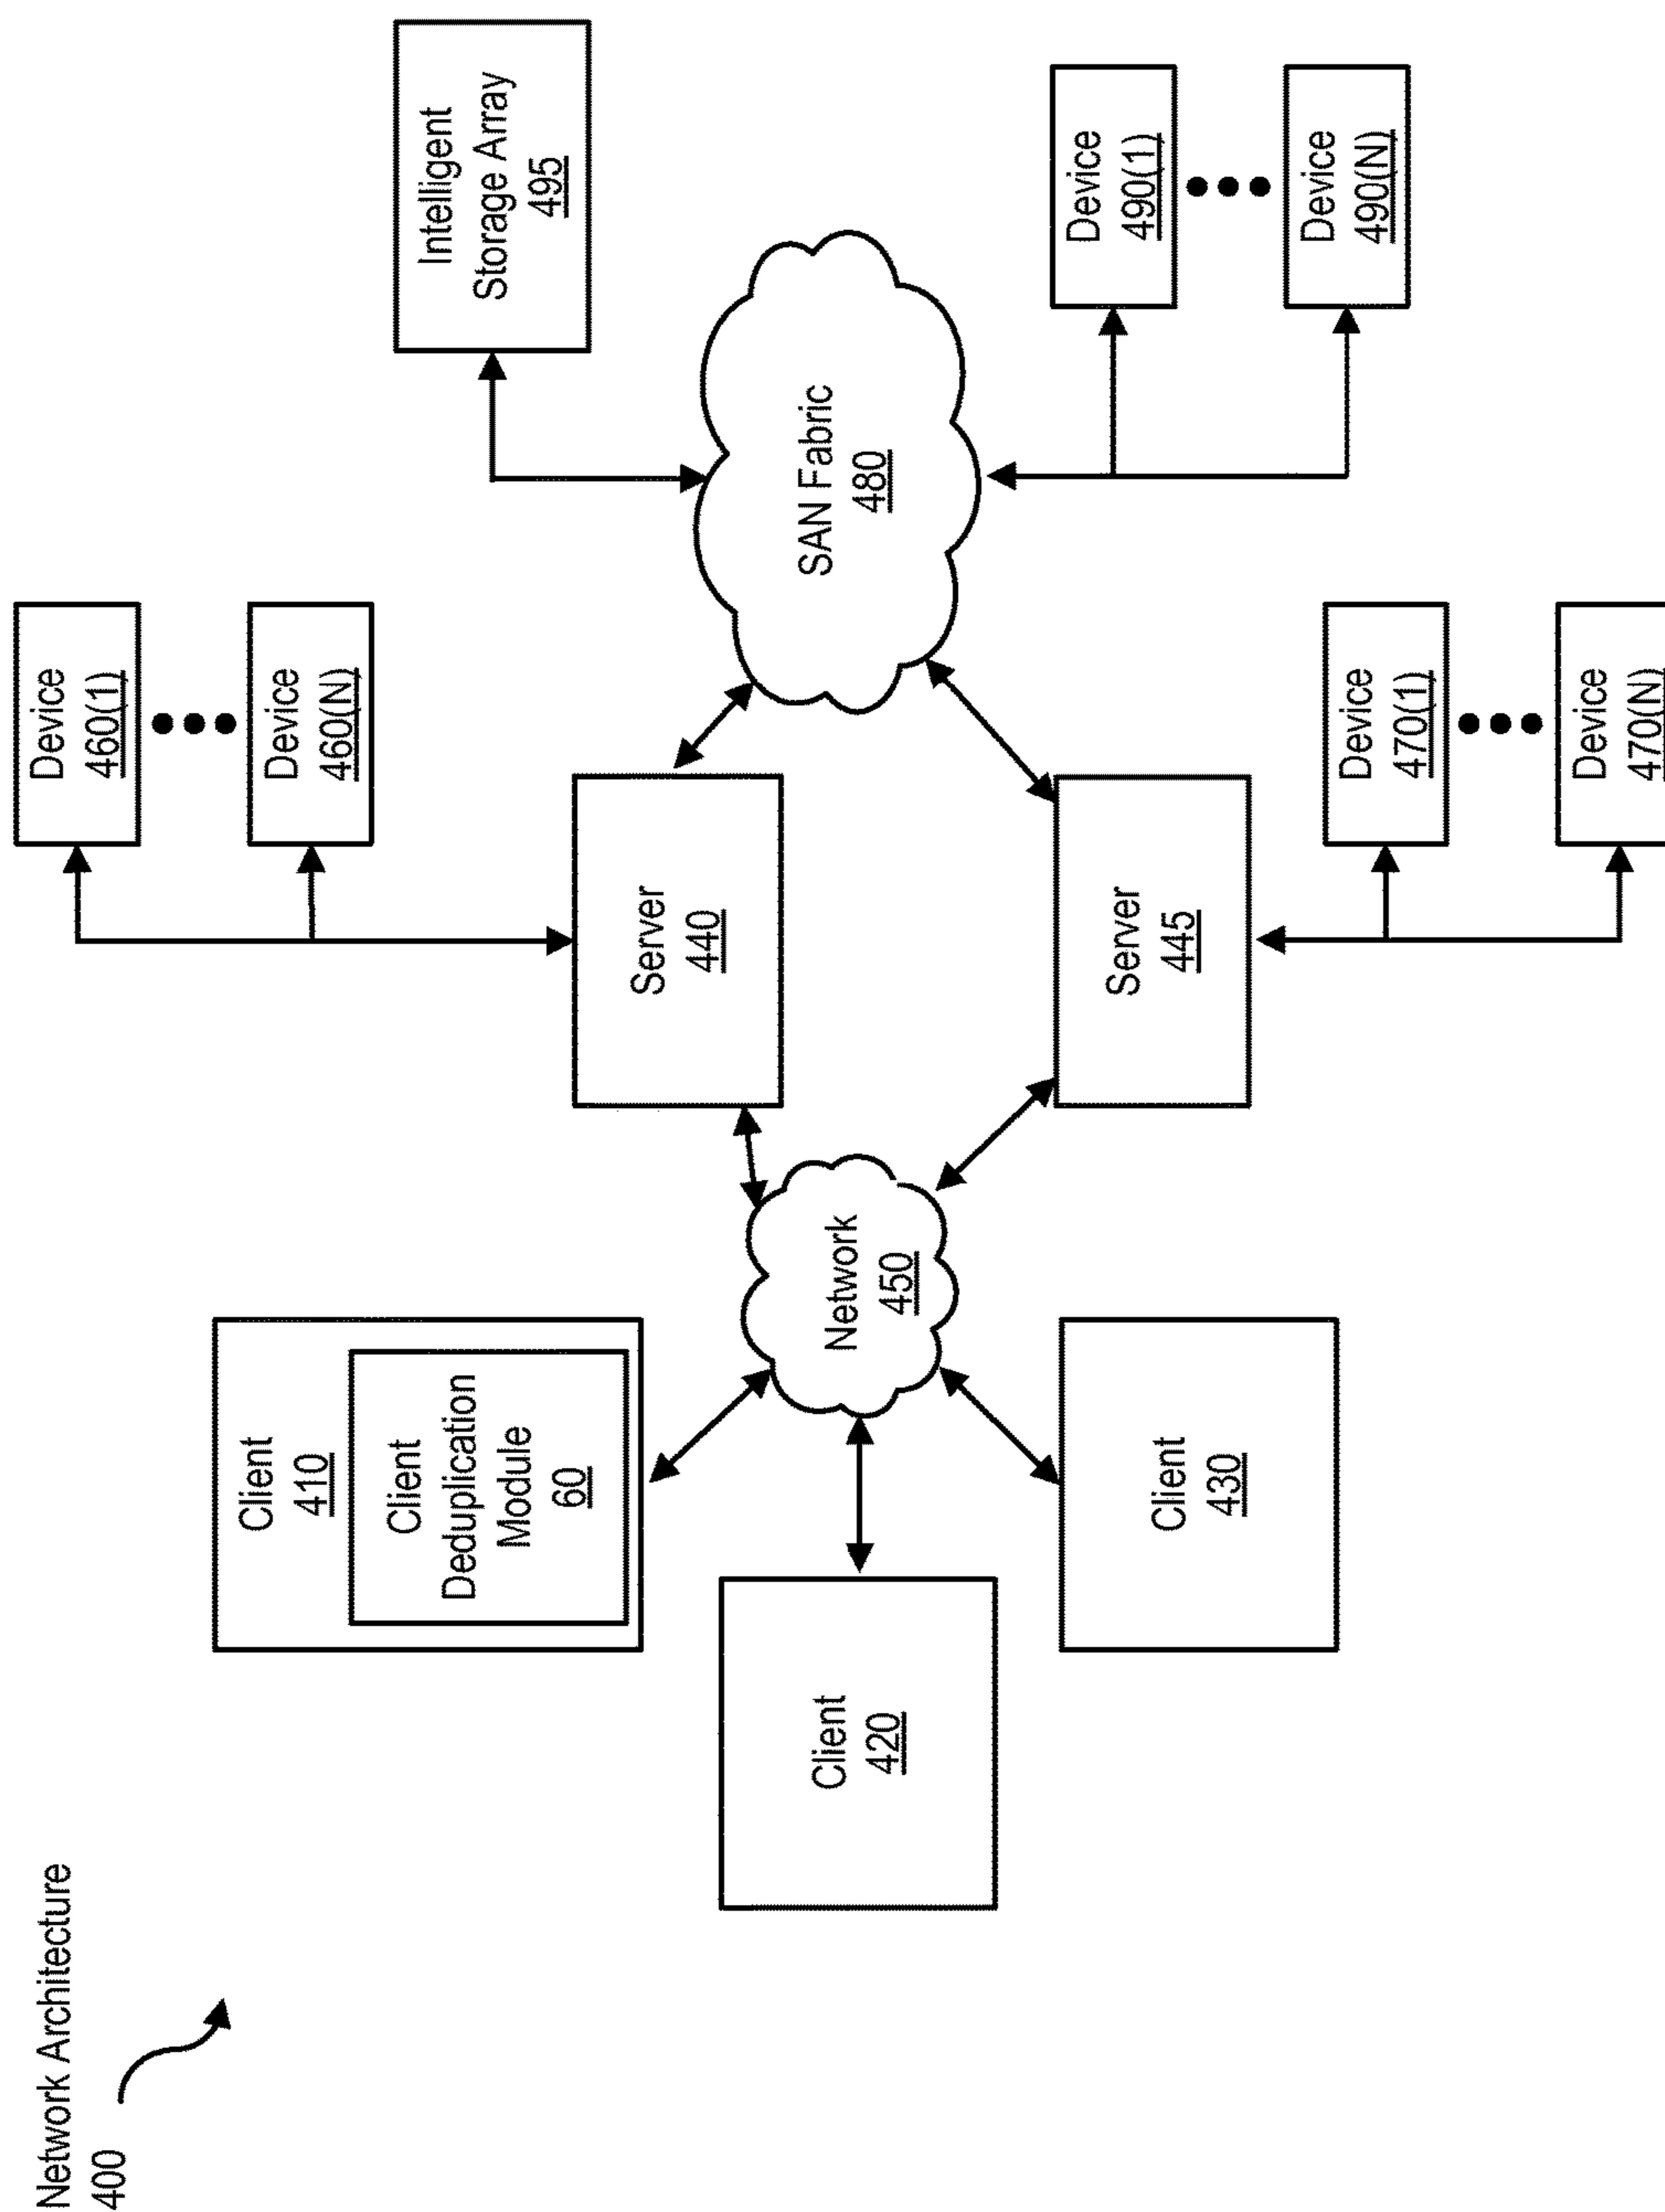 Network Architecture
400
Client
410
Client
Deduplication
Module
60
Client
420
Client
430
Network
450
Server
440
Server
445
Device
460(1)
Device
460(N)
Device
470(1)
Device
470(N)
SAN Fabric
480
Intelligent
Storage Array
495
Device
490(1)
Device
490(N)